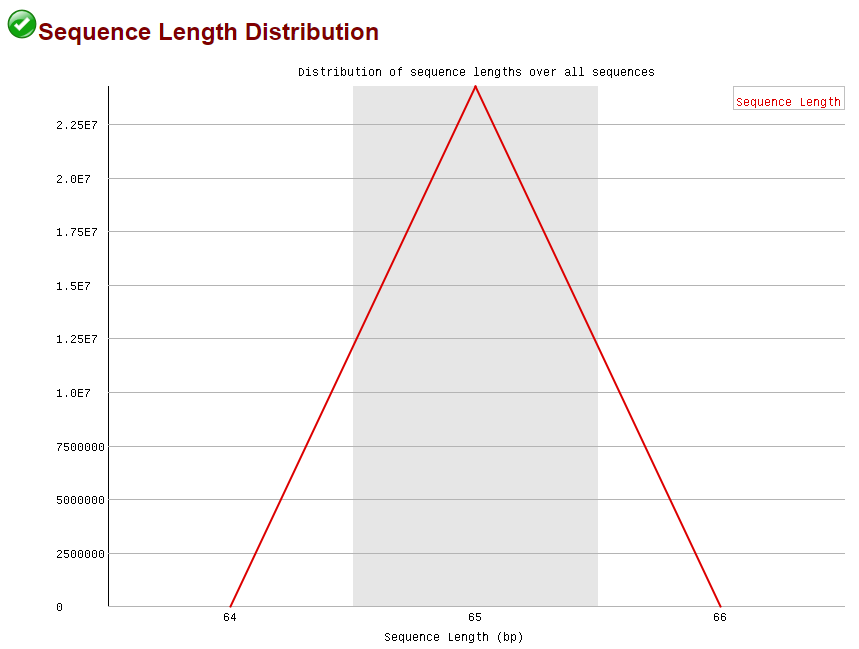 Sequence Length Distribution
Distribution of sequence lengths over all sequences
Sequence Length
2.25E7
2.0E7
1.75E7
1.5E7
1.25E7
1.0E7
7500000
5000000
2500000
0
64 65 66
Sequence Length (bp)